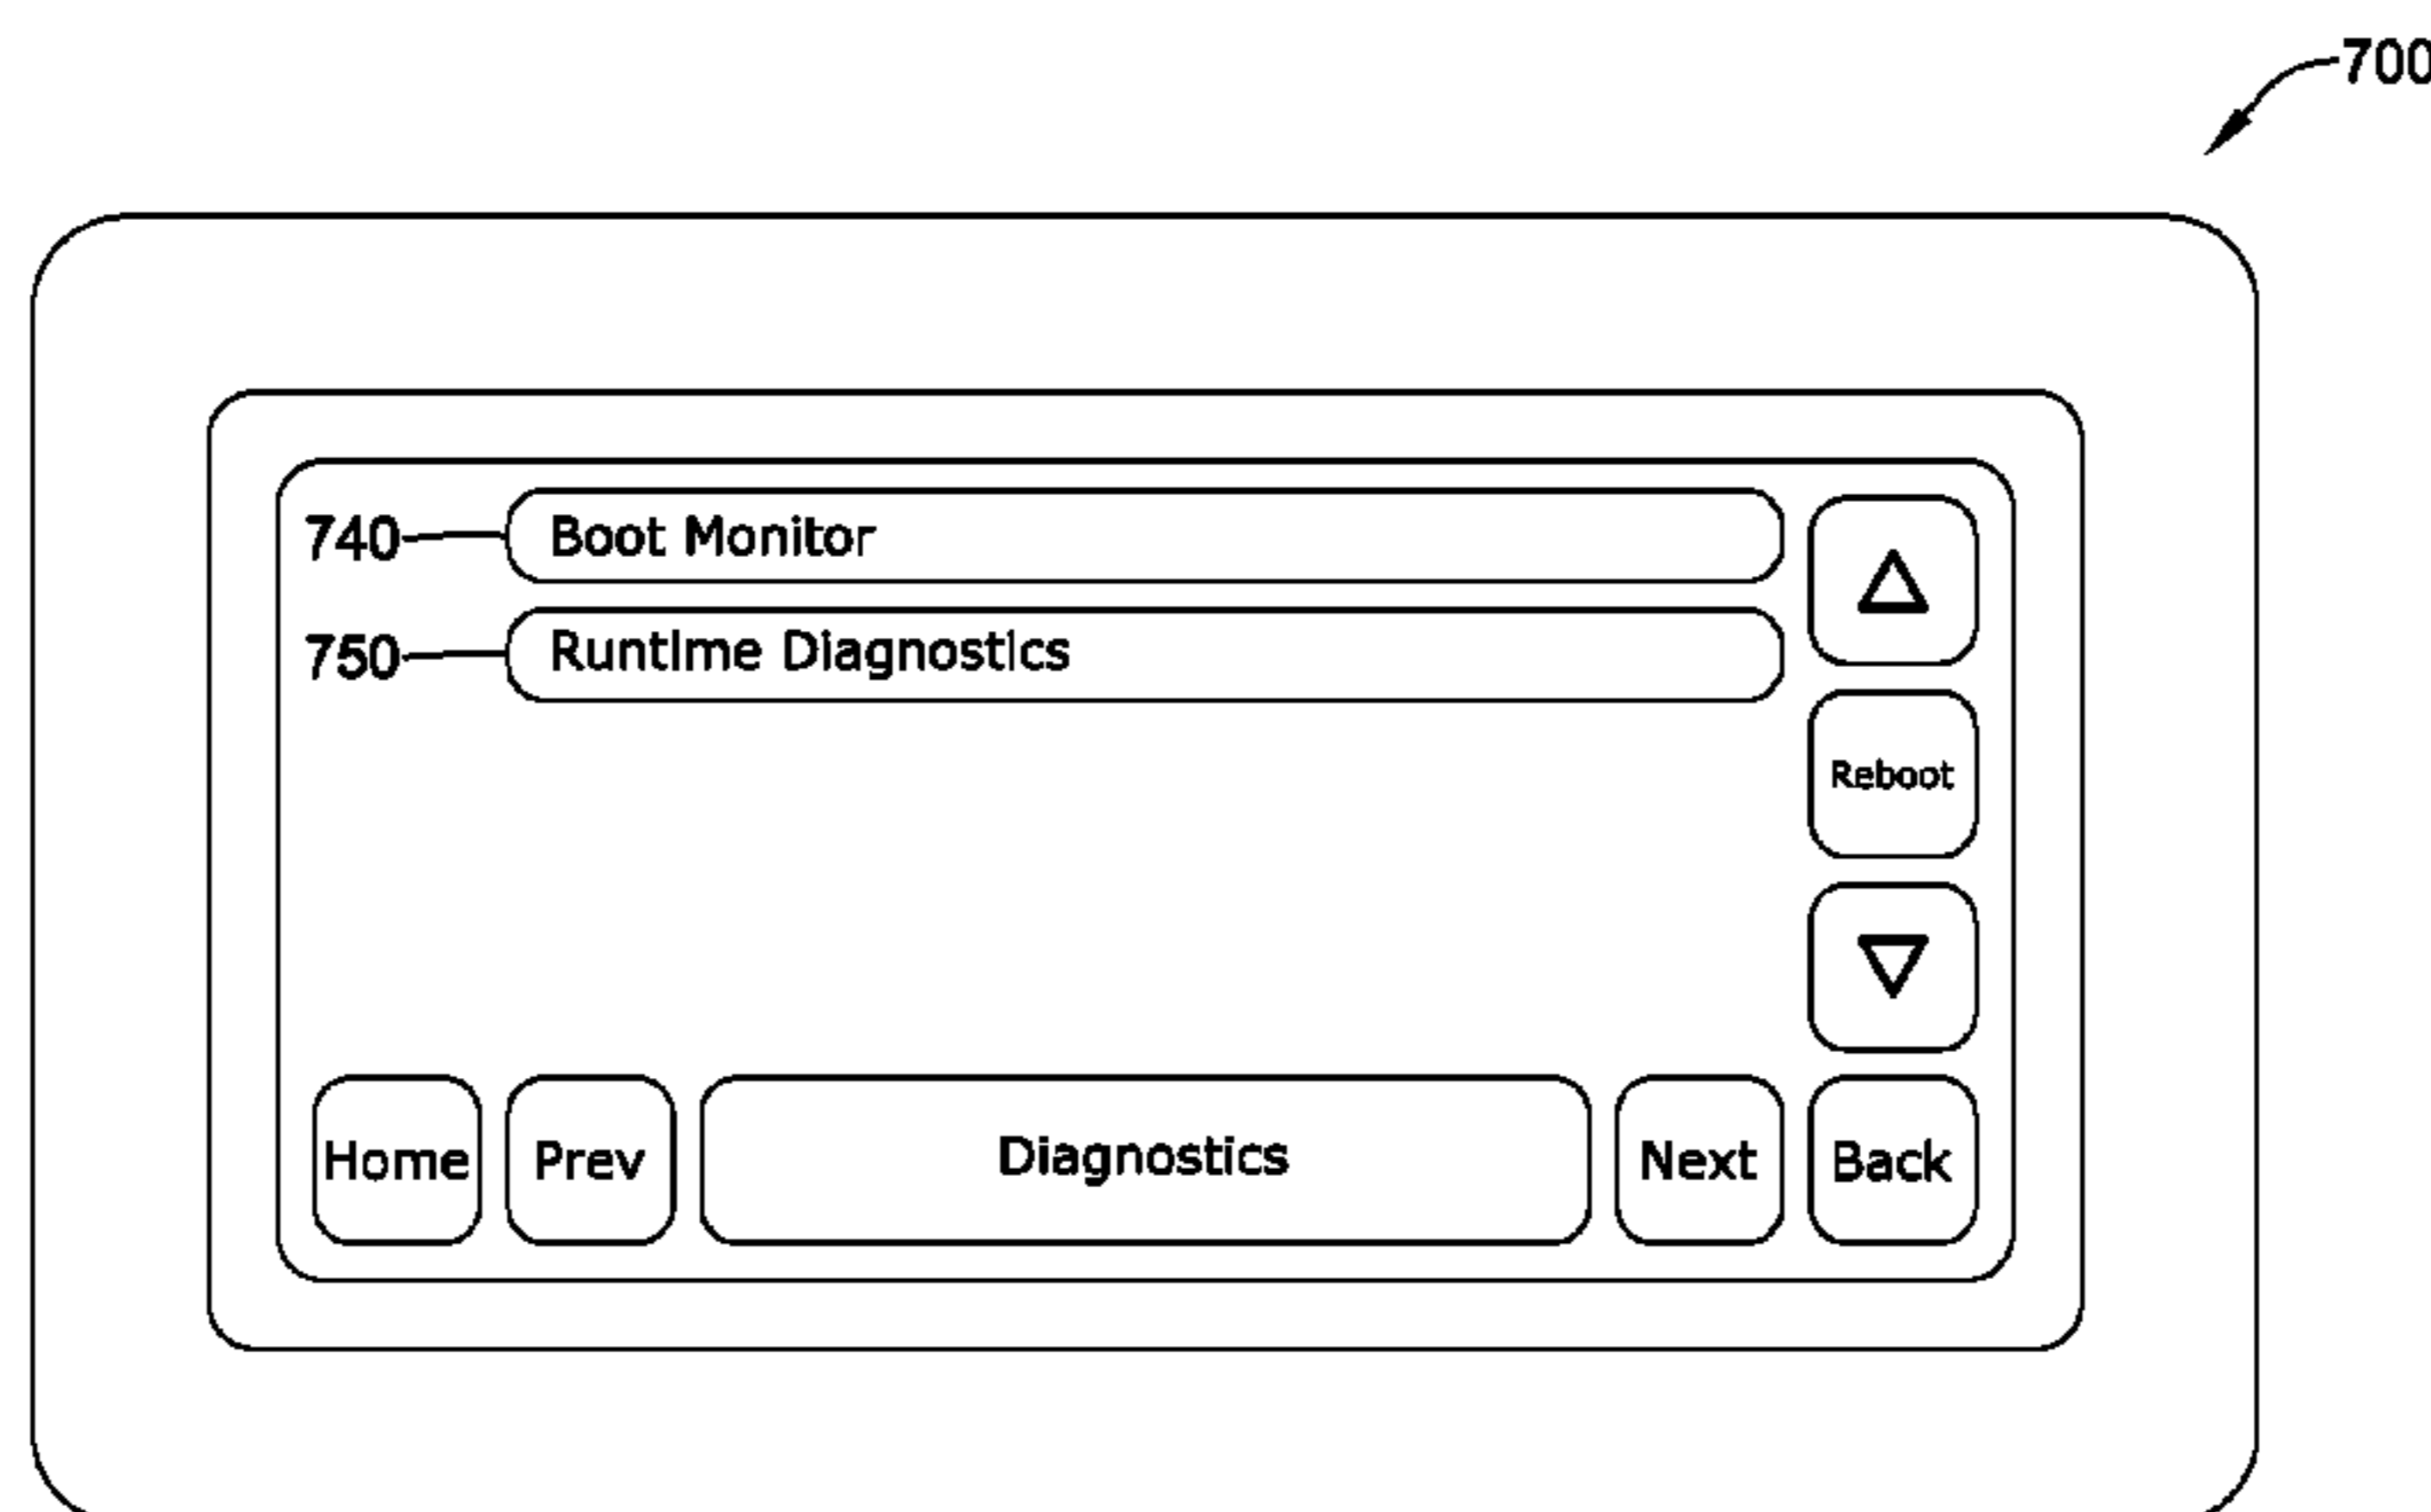 700
740 Boot Monitor
750 Runtime Diagnostics
Reboot
Home Prev Diagnostics Next Back